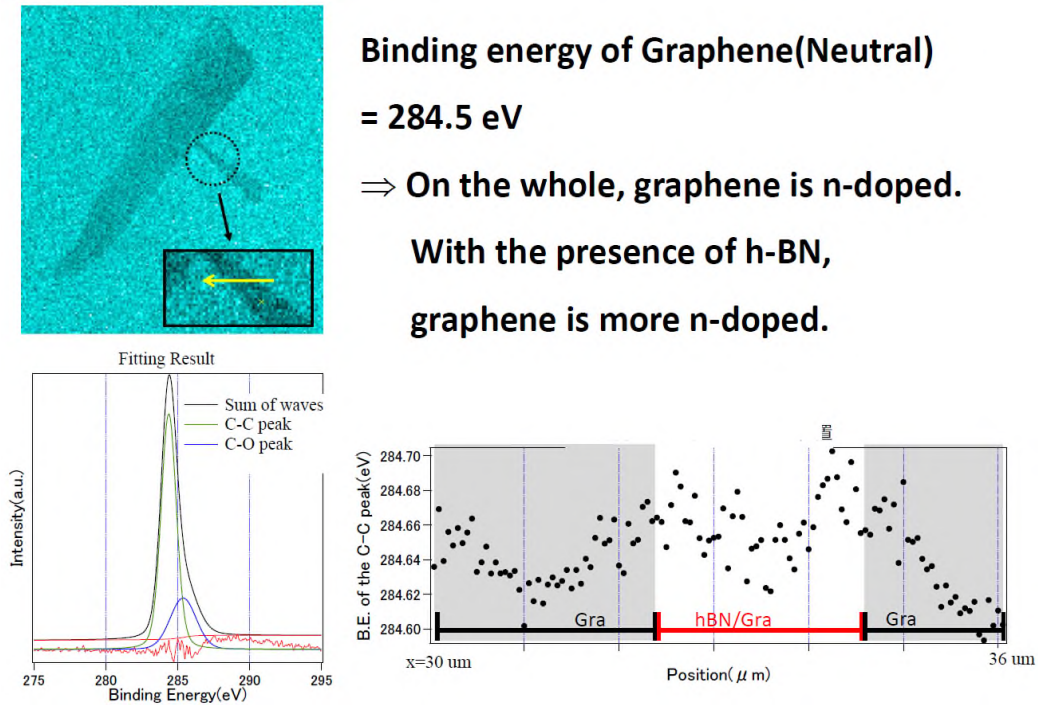 Binding energy of Graphene(Neutral)
= 284.5 eV
⇒ On the whole, graphene is n-doped.
With the presence of h-BN,
graphene is more n-doped.
Fitting Result
Sum of waves
C-C peak
C-O peak
Intensity(a.u.)
275 280 285 290 295
Binding Energy(eV)
B.E. of the C-C peak(eV)
284.70
284.68
284.66
284.64
284.62
284.60
Gra
hBN/Gra
Gra
x=30 um
36 um
Position(μm)